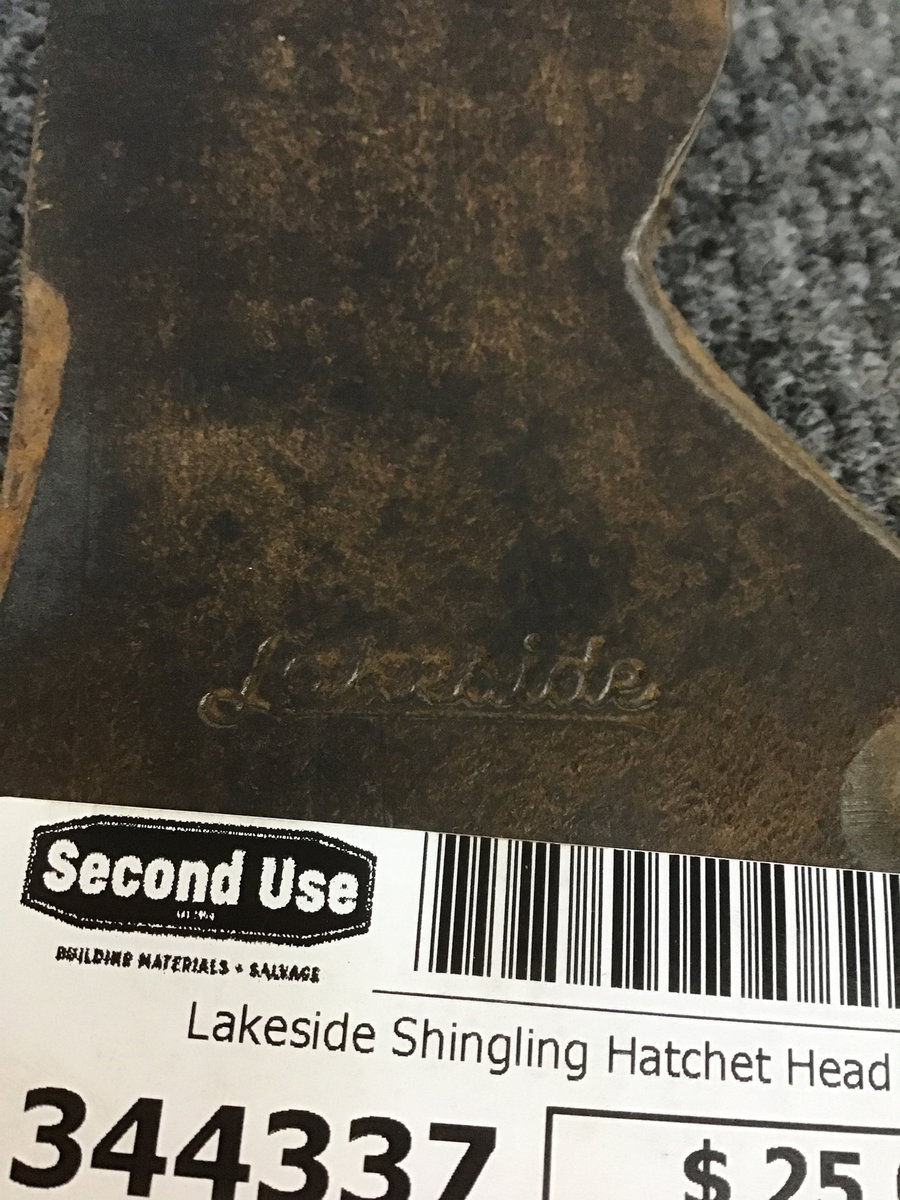 Lakeside
Second Use
BUILDING MATERIALS + SALVAGE
Lakeside Shingling Hatchet Head
344337
$ 25